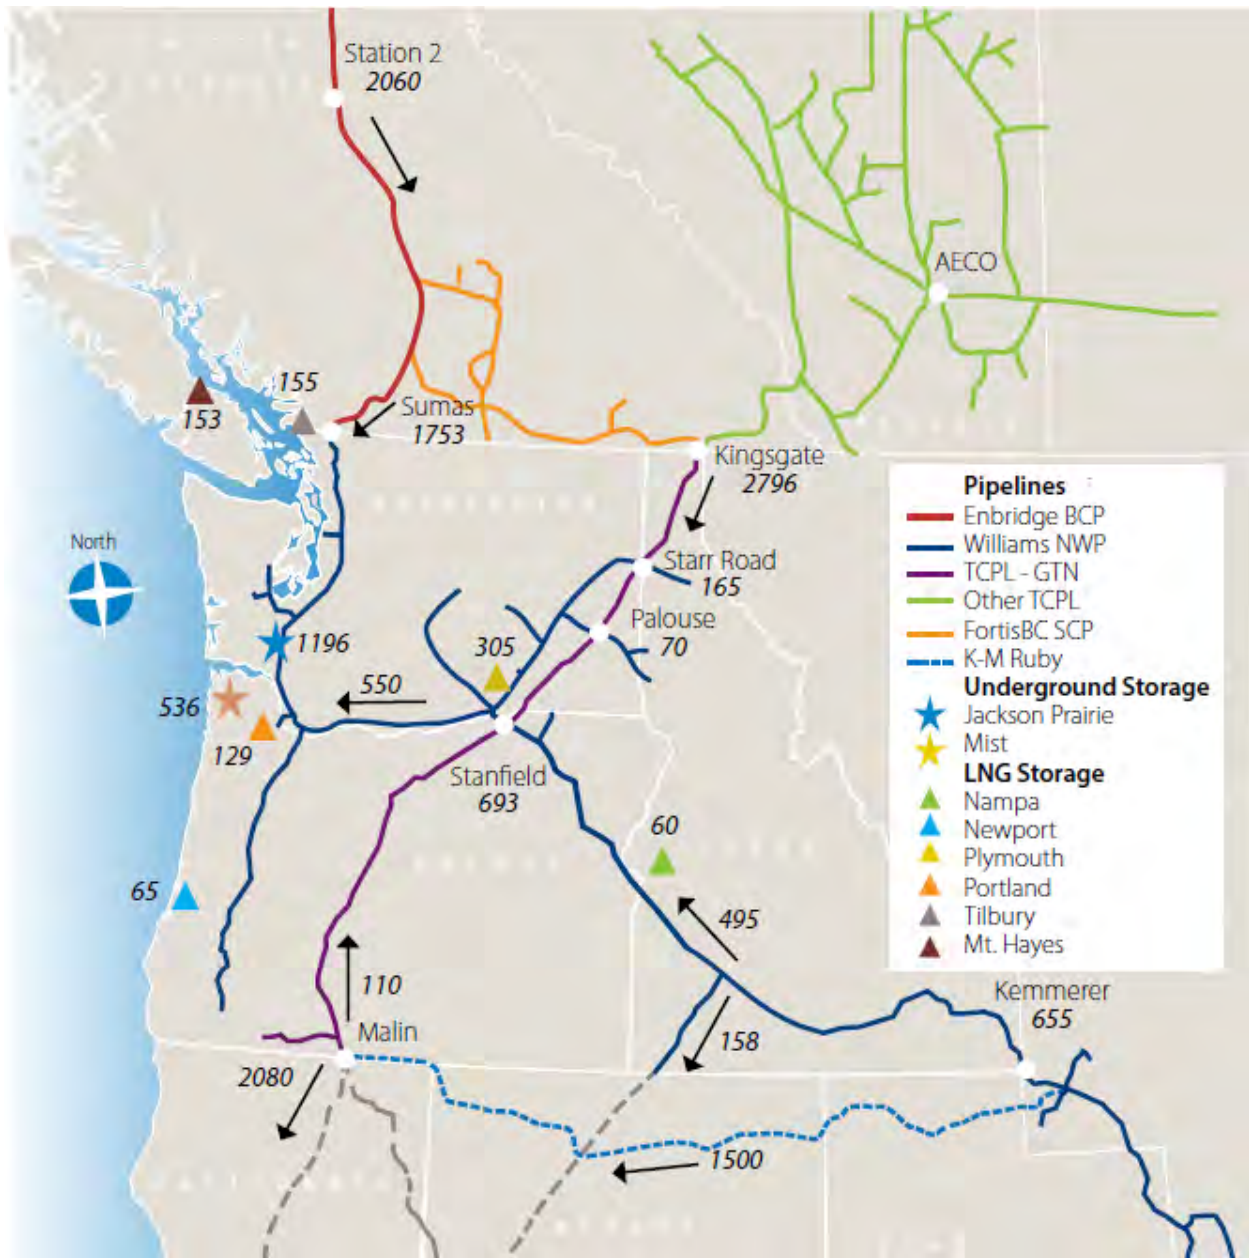 Station 2
2060
AECO
155
153
Sumas
1753
Kingsgate
2796
North
Starr Road
165
Palouse
70
1196
305
550
536
129
Stanfield
693
60
65
495
110
Malin
158
Kemmerer
655
2080
1500
Pipelines
Enbridge BCP
Williams NWP
TCPL - GTN
Other TCPL
FortisBC SCP
K-M Ruby
Underground Storage
Jackson Prairie
Mist
LNG Storage
Nampa
Newport
Plymouth
Portland
Tilbury
Mt. Hayes